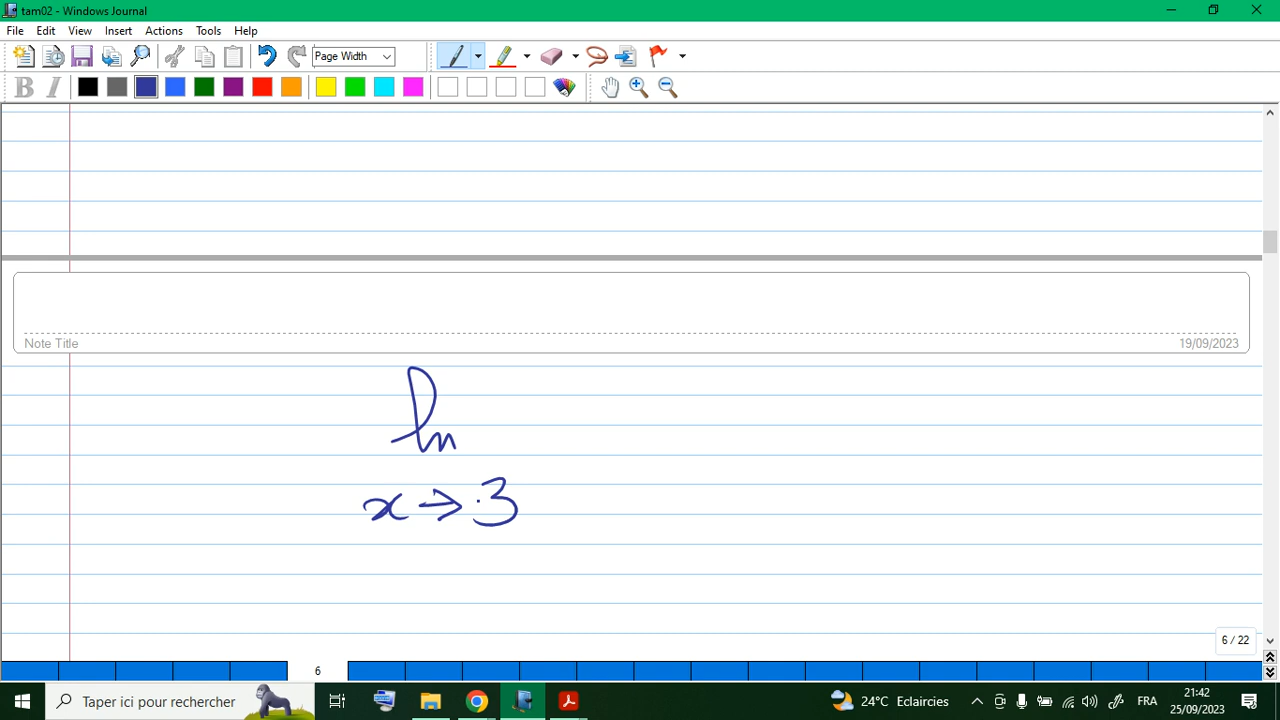 tam02 - Windows Journal
File Edit View Insert Actions Tools Help
Page Width
B I
Note Title
19/09/2023
lim
x → 3
6 / 22
6
Taper ici pour rechercher
24°C Eclaircies
FRA
21:42
25/09/2023